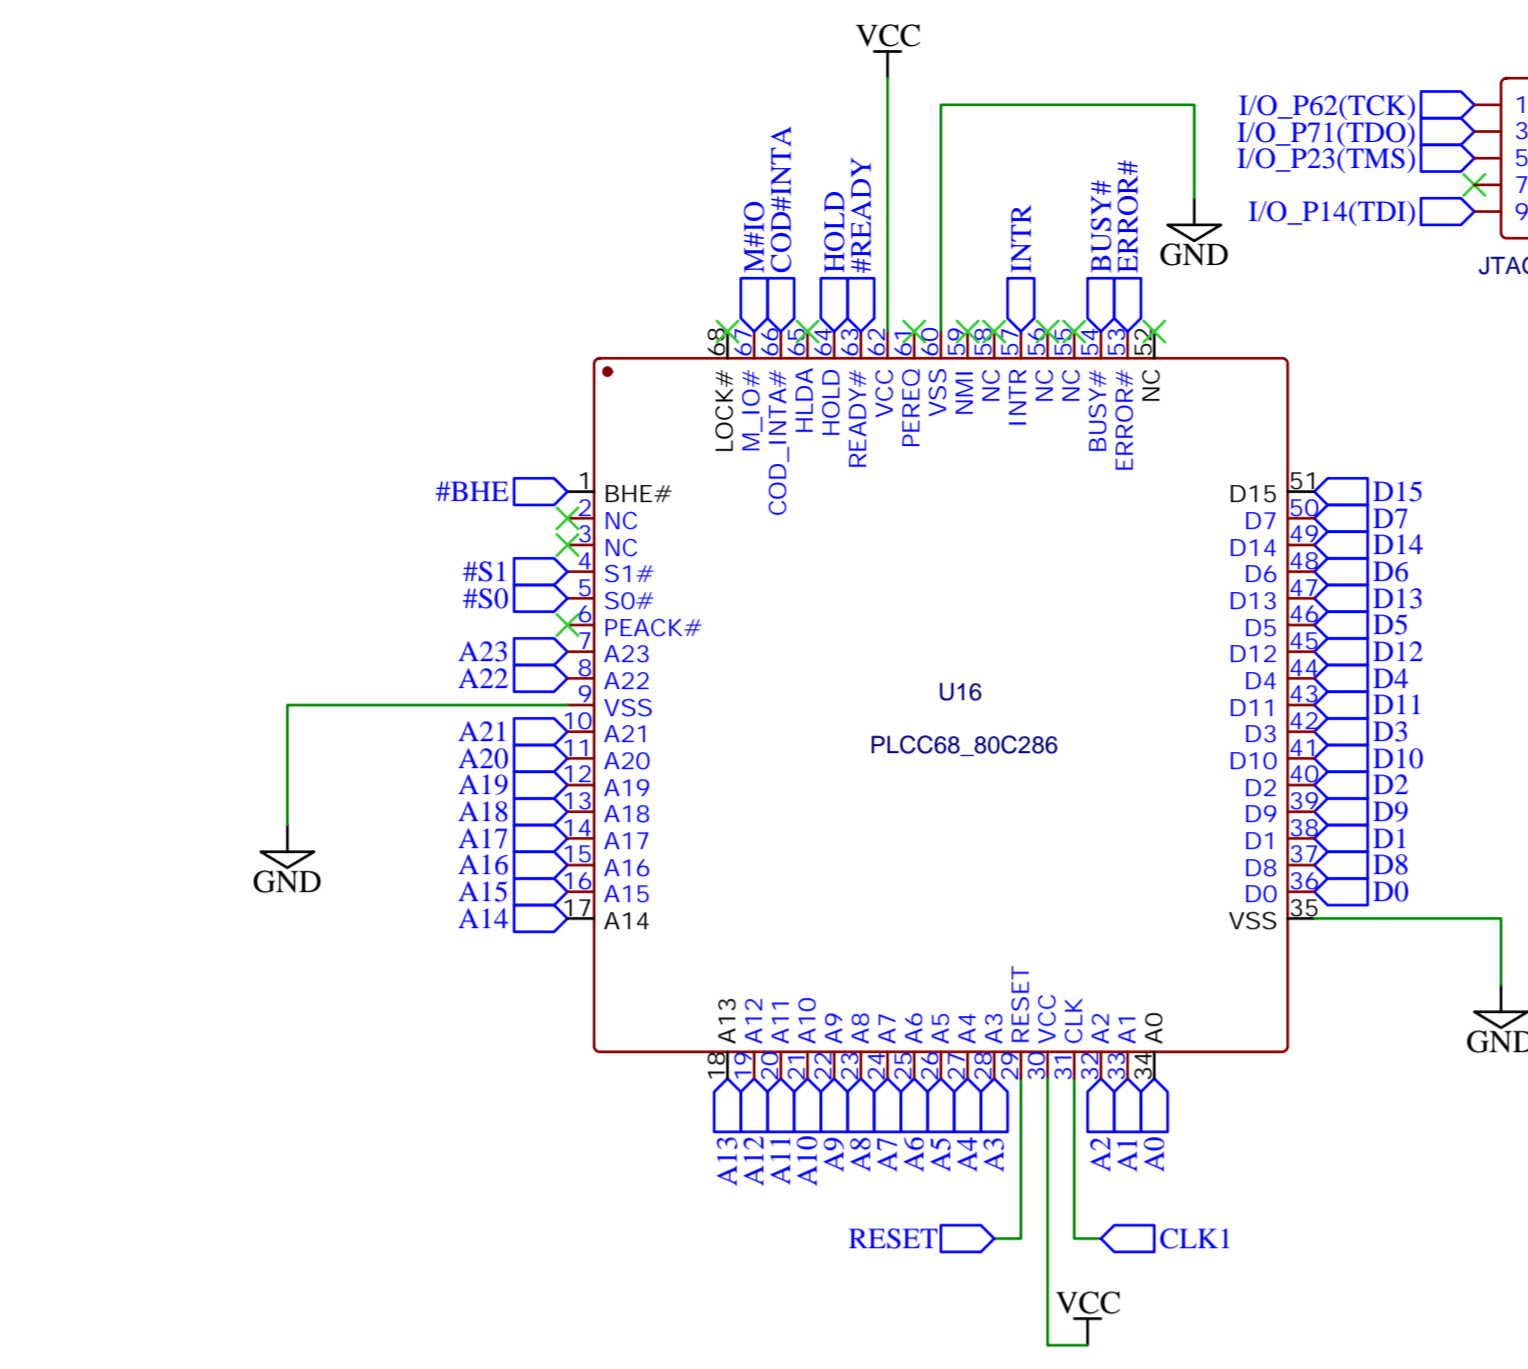 VCC
I/O_P62(TCK)
1
I/O_P71(TDO)
3
I/O_P23(TMS)
5
7
I/O_P14(TDI)
9
M#IO
COD#INTA
HOLD
#READY
INTR
BUSY#
ERROR#
GND
68
67
66
65
64
63
62
61
60
59
58
57
56
55
54
53
52
LOCK#
M_IO#
COD_INTA#
HLDA
HOLD
READY#
VCC
PEREQ
VSS
NMI
NC
INTR
NC
NC
BUSY#
ERROR#
NC
#BHE 1 BHE#
2 NC
3 NC
#S1 4 S1#
#S0 5 S0#
6 PEACK#
A23 7 A23
A22 8 A22
9 VSS
A21 10 A21
A20 11 A20
A19 12 A19
A18 13 A18
A17 14 A17
A16 15 A16
A15 16 A15
A14 17 A14
GND
U16
PLCC68_80C286
D15 51 D15
D7 50 D7
D14 49 D14
D6 48 D6
D13 47 D13
D5 46 D5
D12 45 D12
D4 44 D4
D11 43 D11
D3 42 D3
D10 41 D10
D2 40 D2
D9 39 D9
D1 38 D1
D8 37 D8
D0 36 D0
VSS 35
GND
A13
A12
A11
A10
A9
A8
A7
A6
A5
A4
A3
RESET
VCC
CLK
A2
A1
A0
18
19
20
21
22
23
24
25
26
27
28
29
30
31
32
33
34
A13
A12
A11
A10
A9
A8
A7
A6
A5
A4
A3
A2
A1
A0
RESET
CLK1
VCC